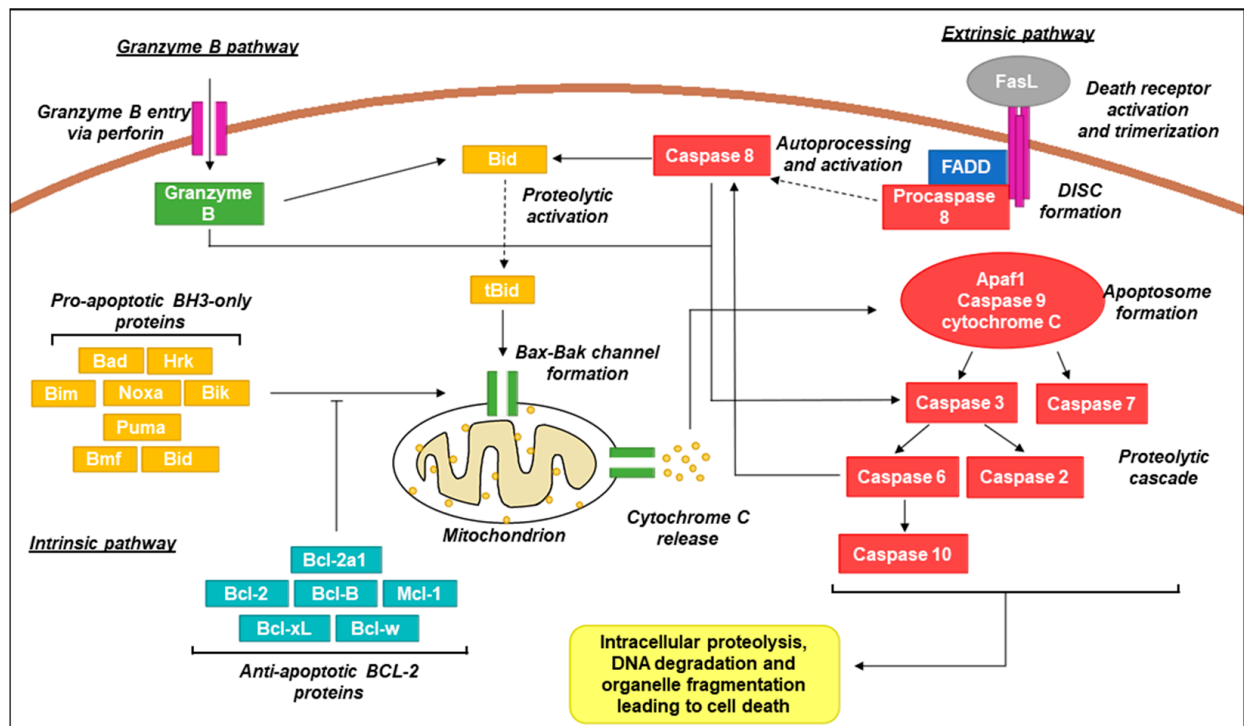 Granzyme B pathway
Granzyme B entry
via perforin
Granzyme
B
Bid
Proteolytic
activation
tBid
Caspase 8
Autoprocessing
and activation
Extrinsic pathway
FasL
Death receptor
activation
and trimerization
FADD
Procaspase
8
DISC
formation
Pro-apoptotic BH3-only
proteins
Bad
Hrk
Bim
Noxa
Bik
Puma
Bmf
Bid
Bax-Bak channel
formation
Mitochondrion
Cytochrome C
release
Apaf1
Caspase 9
cytochrome C
Apoptosome
formation
Caspase 3
Caspase 7
Caspase 6
Caspase 2
Proteolytic
cascade
Caspase 10
Intrinsic pathway
Bcl-2a1
Bcl-2
Bcl-B
Mcl-1
Bcl-xL
Bcl-w
Anti-apoptotic BCL-2
proteins
Intracellular proteolysis,
DNA degradation and
organelle fragmentation
leading to cell death